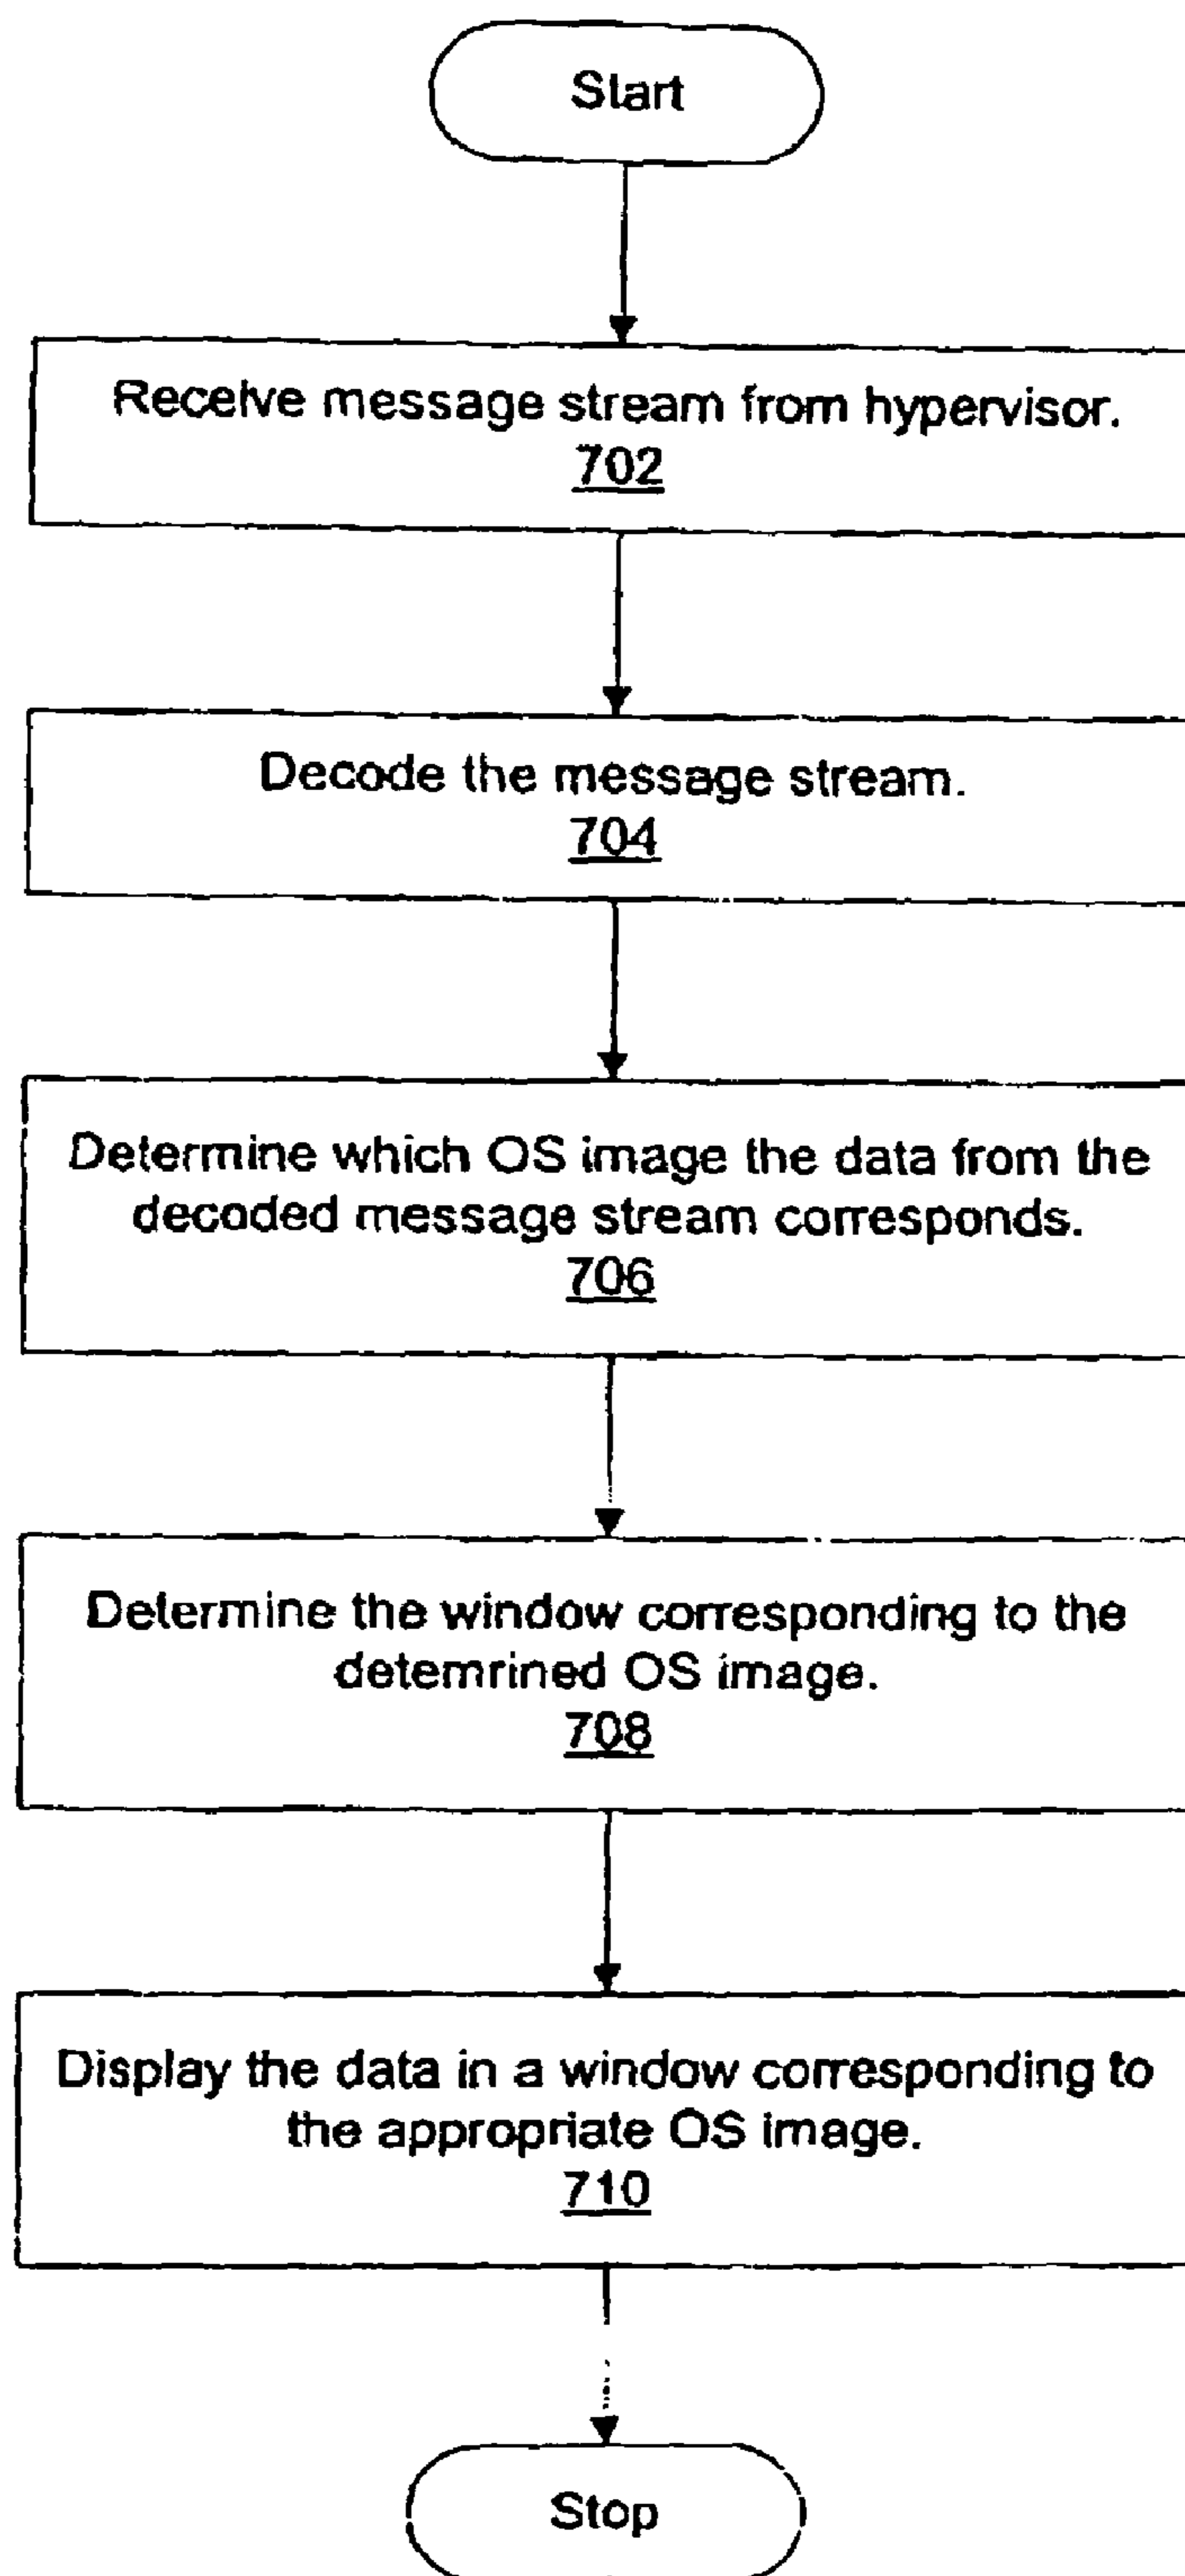 Start
Receive message stream from hypervisor.
702
Decode the message stream.
704
Determine which OS image the data from the
decoded message stream corresponds.
706
Determine the window corresponding to the
detemrined OS image.
708
Display the data in a window corresponding to
the appropriate OS image.
710
Stop